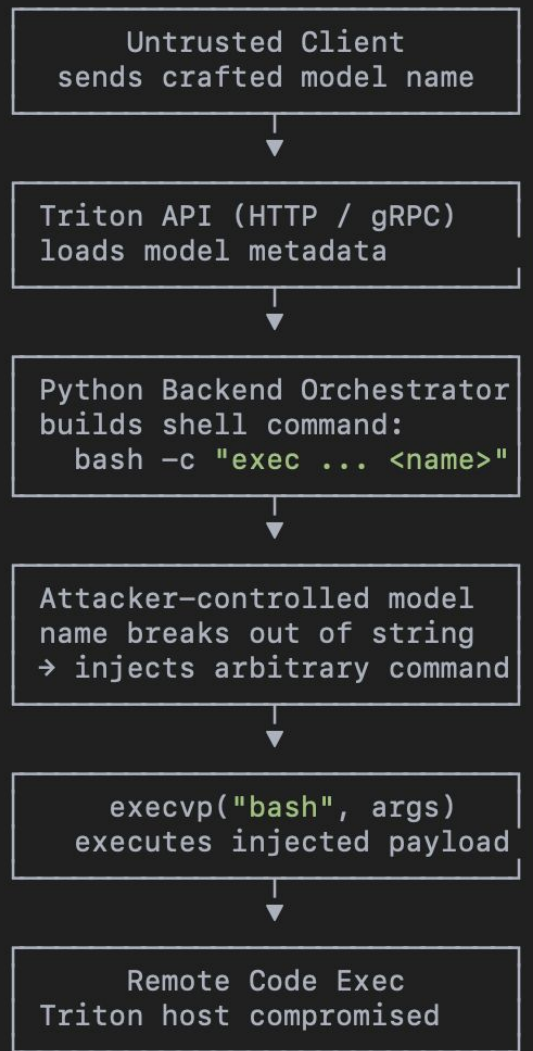 Untrusted Client
sends crafted model name
Triton API (HTTP / gRPC)
loads model metadata
Python Backend Orchestrator
builds shell command:
bash -c "exec ... <name>"
Attacker-controlled model
name breaks out of string
→ injects arbitrary command
execvp("bash", args)
executes injected payload
Remote Code Exec
Triton host compromised